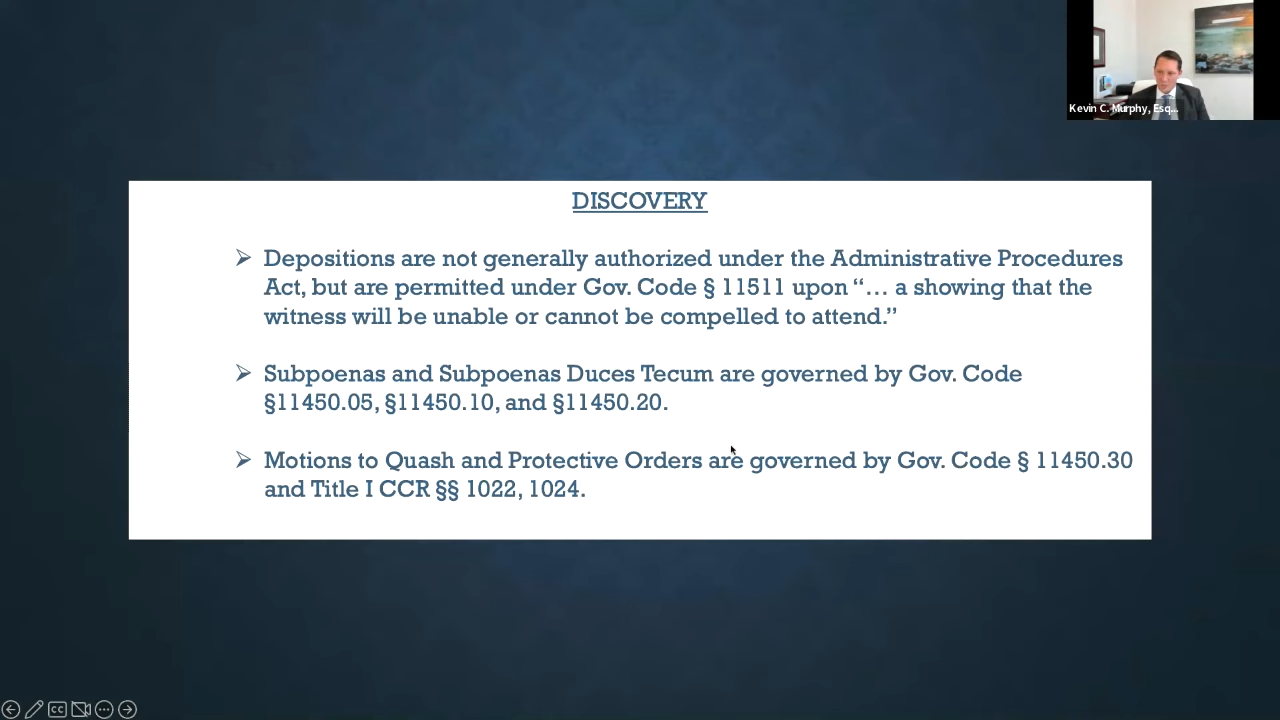 Kevin C. Murphy, Esq...
DISCOVERY
➢ Depositions are not generally authorized under the Administrative Procedures
Act, but are permitted under Gov. Code § 11511 upon “… a showing that the
witness will be unable or cannot be compelled to attend.”
➢ Subpoenas and Subpoenas Duces Tecum are governed by Gov. Code
§11450.05, §11450.10, and §11450.20.
➢ Motions to Quash and Protective Orders are governed by Gov. Code § 11450.30
and Title I CCR §§ 1022, 1024.
CC